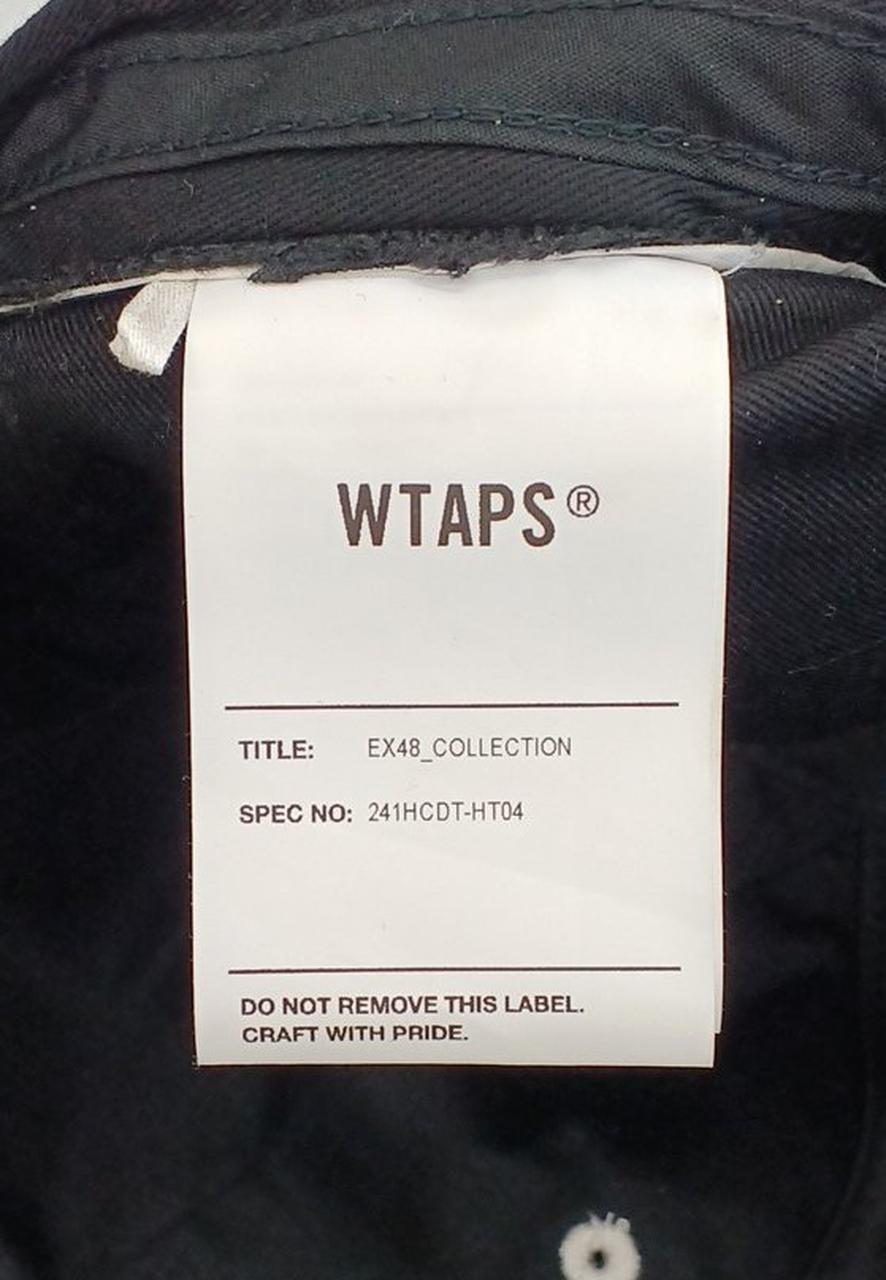 WTAPS®
TITLE: EX48_COLLECTION
SPEC NO: 241HCDT-HT04
DO NOT REMOVE THIS LABEL.
CRAFT WITH PRIDE.